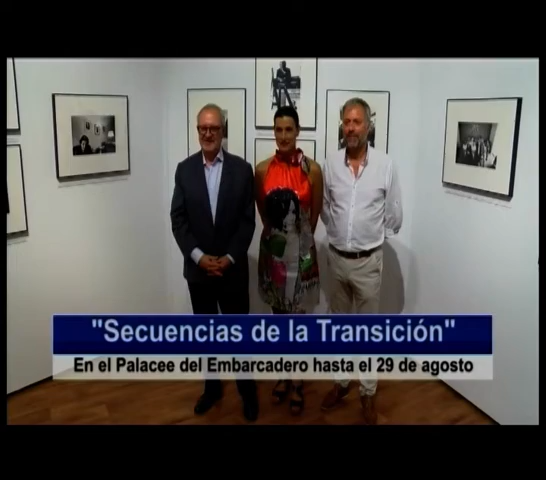 "Secuencias de la Transición"
En el Palacee del Embarcadero hasta el 29 de agosto